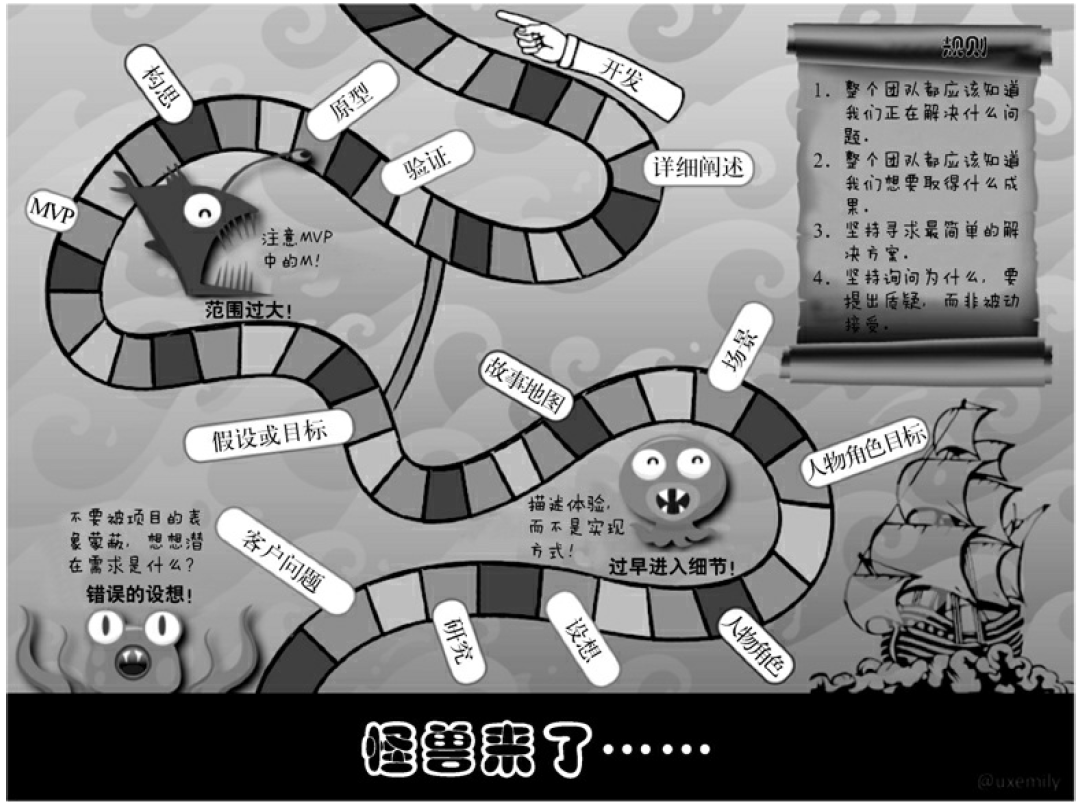 开发
构思
原型
验证
详细阐述
MVP
注意MVP
中的M!
范围过大!
规则
1. 整个团队都应该知道
我们正在解决什么问
题。
2. 整个团队都应该知道
我们想要取得什么成
果。
3. 坚持寻求最简单的解
决方案。
4. 坚持询问为什么,要
提出质疑,而非被动
接受。
假设或目标
故事地图
场景
人物角色目标
描述体验,
而不是实现
方式!
过早进入细节!
不要被项目的表
象蒙蔽,想想潜
在需求是什么?
错误的设想!
客户问题
研究
设想
人物角色
怪兽来了……
@uxemily